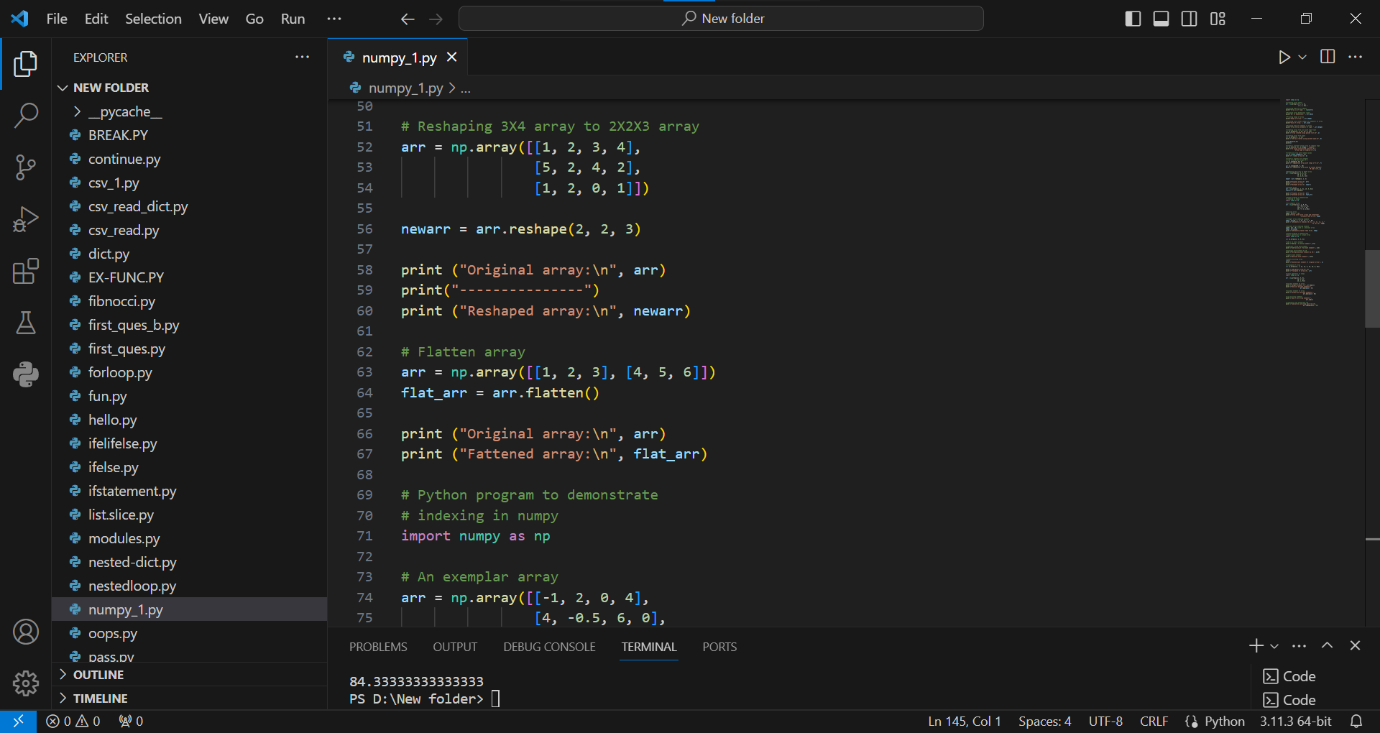 File Edit Selection View Go Run ···
New folder
EXPLORER ···
NEW FOLDER
__pycache__
BREAK.PY
continue.py
csv_1.py
csv_read_dict.py
csv_read.py
dict.py
EX-FUNC.PY
fibnocci.py
first_ques_b.py
first_ques.py
forloop.py
fun.py
hello.py
ifelifelse.py
ifelse.py
ifstatement.py
list.slice.py
modules.py
nested-dict.py
nestedloop.py
numpy_1.py
oops.py
pass.py
OUTLINE
TIMELINE
numpy_1.py
numpy_1.py > ...
50
51 # Reshaping 3X4 array to 2X2X3 array
52 arr = np.array([[1, 2, 3, 4],
53 [5, 2, 4, 2],
54 [1, 2, 0, 1]])
55
56 newarr = arr.reshape(2, 2, 3)
57
58 print ("Original array:\n", arr)
59 print("---------------")
60 print ("Reshaped array:\n", newarr)
61
62 # Flatten array
63 arr = np.array([[1, 2, 3], [4, 5, 6]])
64 flat_arr = arr.flatten()
65
66 print ("Original array:\n", arr)
67 print ("Fattened array:\n", flat_arr)
68
69 # Python program to demonstrate
70 # indexing in numpy
71 import numpy as np
72
73 # An exemplar array
74 arr = np.array([[-1, 2, 0, 4],
75 [4, -0.5, 6, 0],
PROBLEMS OUTPUT DEBUG CONSOLE TERMINAL PORTS
84.33333333333333
PS D:\New folder>
Code
Code
0 0 0 Ln 145, Col 1 Spaces: 4 UTF-8 CRLF Python 3.11.3 64-bit